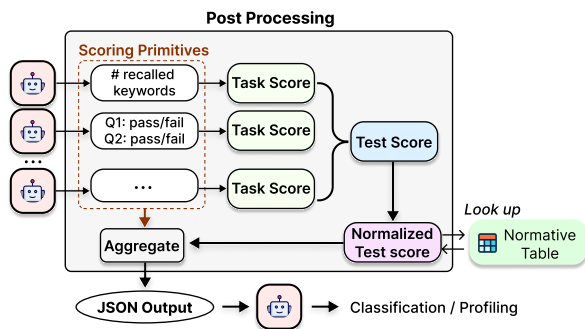 Post Processing
Scoring Primitives
# recalled
keywords
Task Score
Q1: pass/fail
Q2: pass/fail
Task Score
Test Score
...
...
Task Score
Look up
Aggregate
Normalized
Test score
Normative
Table
JSON Output
Classification / Profiling